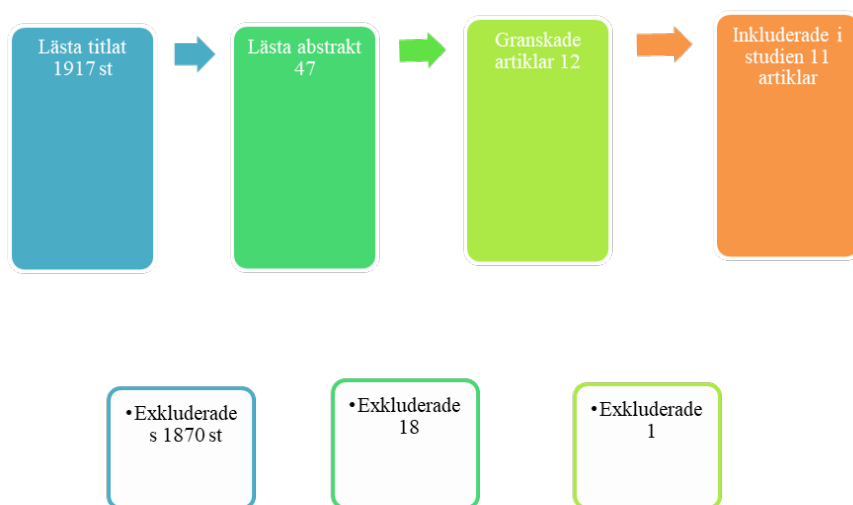 Lästa titlat
1917 st
Lästa abstrakt
47
Granskade
artiklar 12
Inkluderade i
studien 11
artiklar
•Exkluderade
s 1870 st
•Exkluderade
18
•Exkluderade
1